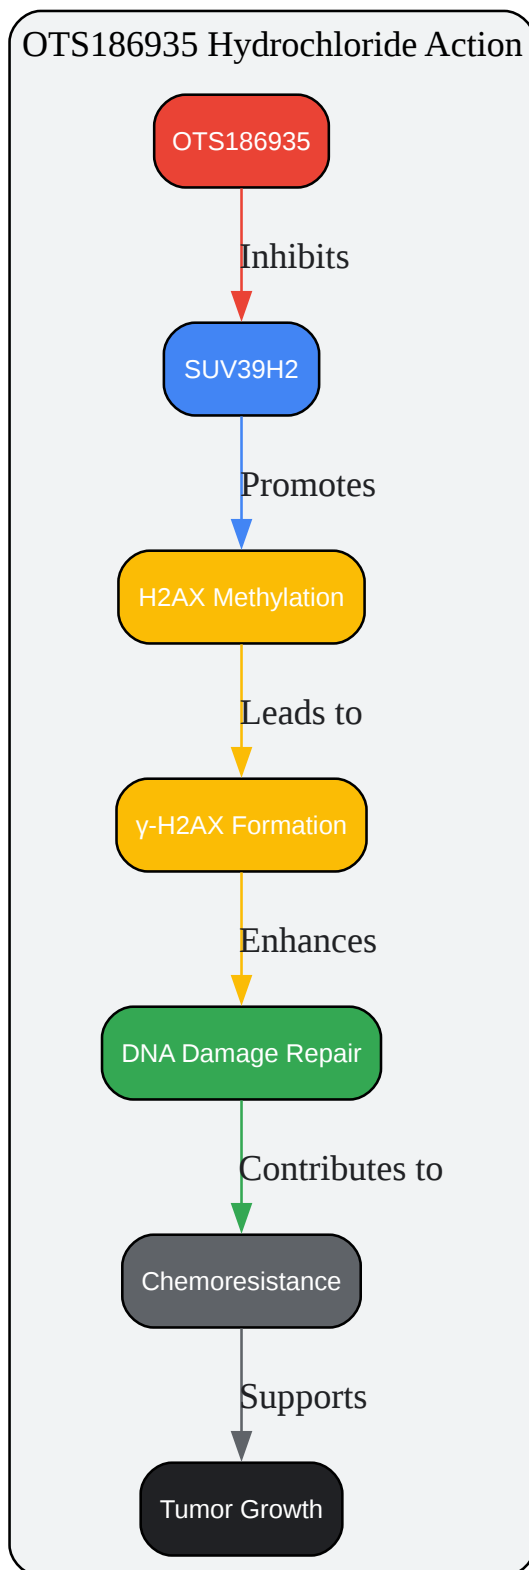 OTS186935 Hydrochloride Action
OTS186935
Inhibits
SUV39H2
Promotes
H2AX Methylation
Leads to
γ-H2AX Formation
Enhances
DNA Damage Repair
Contributes to
Chemoresistance
Supports
Tumor Growth